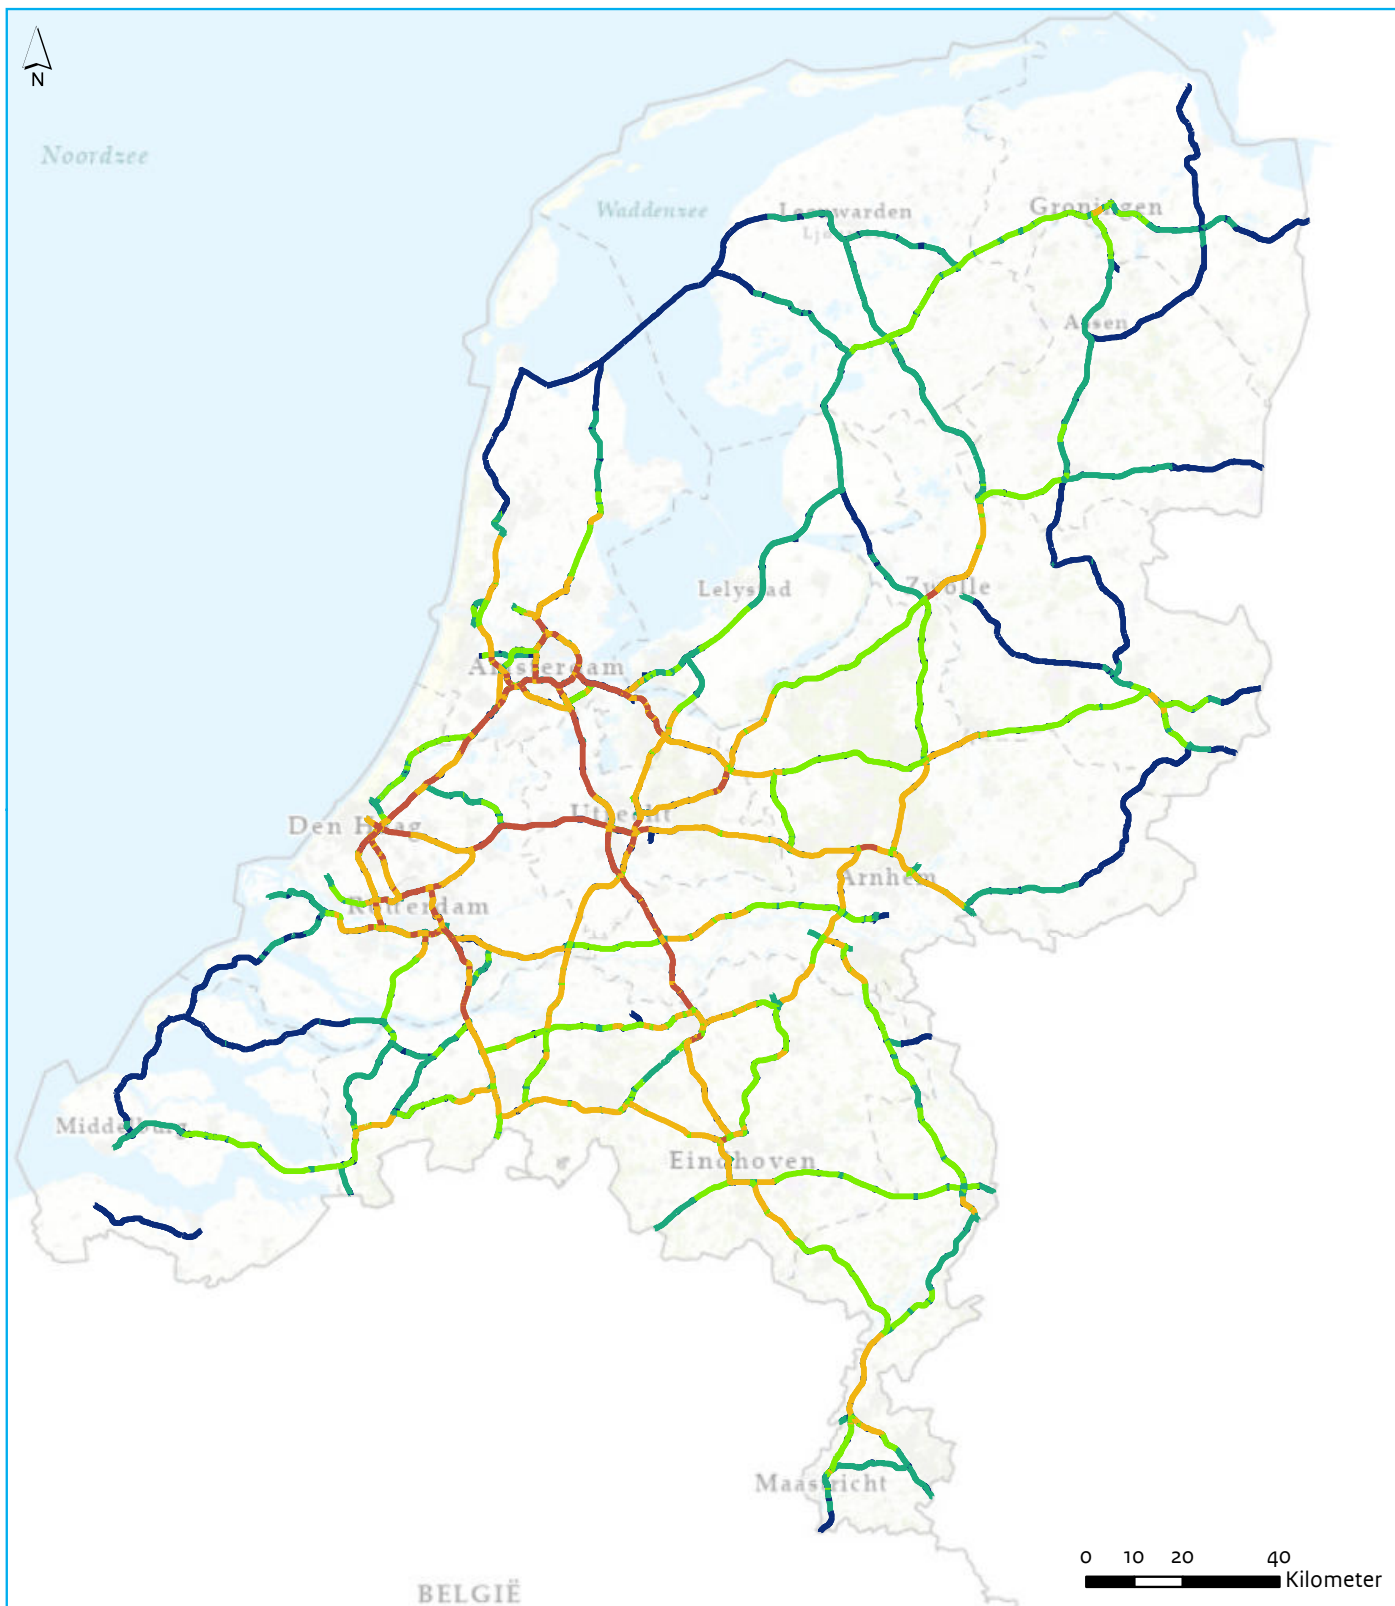 N
Noordzee
Waddenzee
Leeuwarden
Groningen
Assen
Lelystad
Zwolle
Amsterdam
Den Haag
Utrecht
Arnhem
Rotterdam
Middelburg
Eindhoven
Maastricht
BELGIË
0 10 20 40
Kilometer